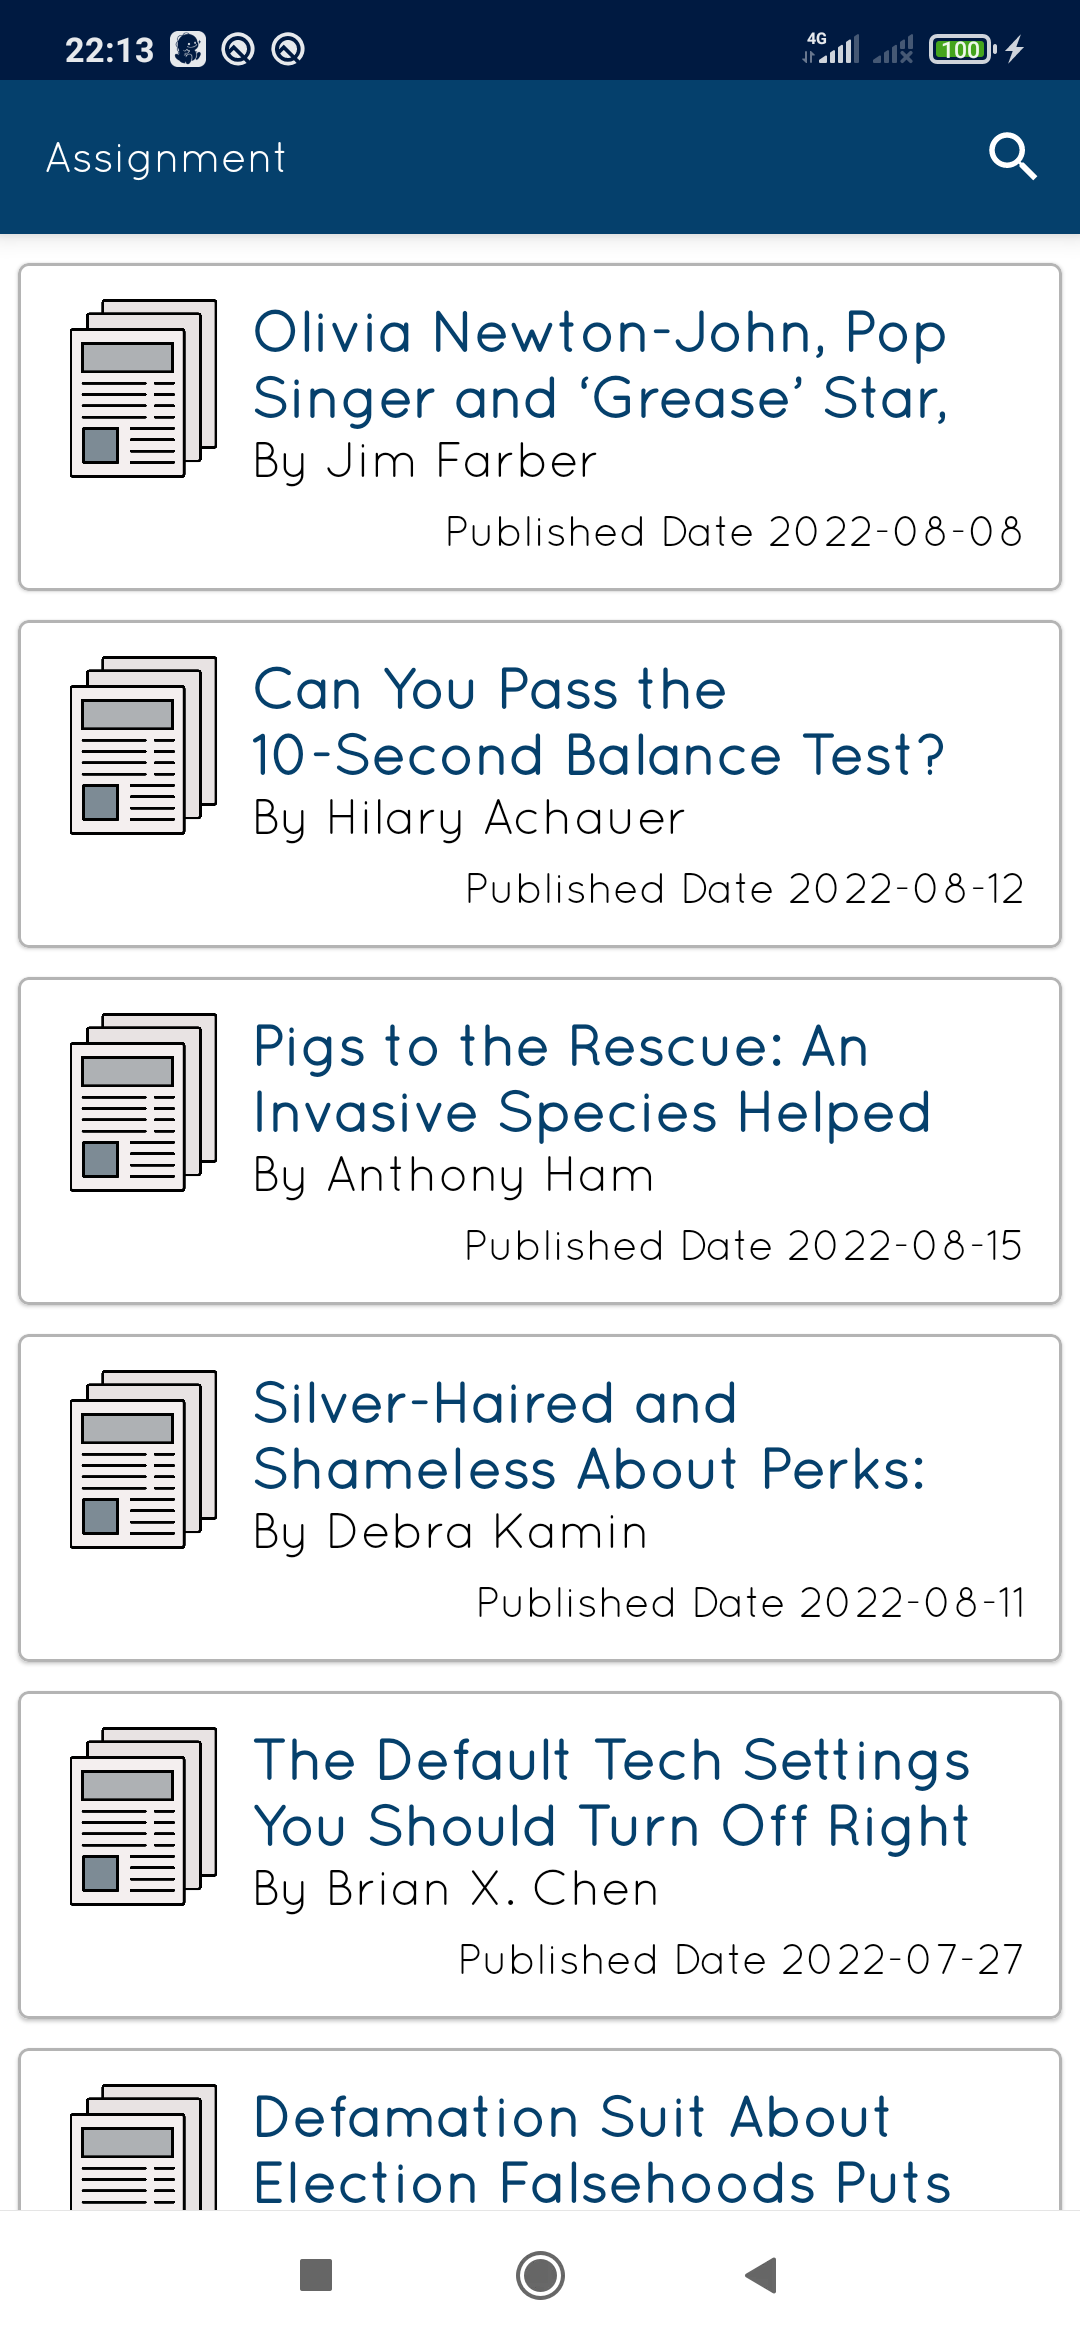 22:13
4G
100
Assignment
Olivia Newton-John, Pop
Singer and ‘Grease’ Star,
By Jim Farber
Published Date 2022-08-08
Can You Pass the
10-Second Balance Test?
By Hilary Achauer
Published Date 2022-08-12
Pigs to the Rescue: An
Invasive Species Helped
By Anthony Ham
Published Date 2022-08-15
Silver-Haired and
Shameless About Perks:
By Debra Kamin
Published Date 2022-08-11
The Default Tech Settings
You Should Turn Off Right
By Brian X. Chen
Published Date 2022-07-27
Defamation Suit About
Election Falsehoods Puts